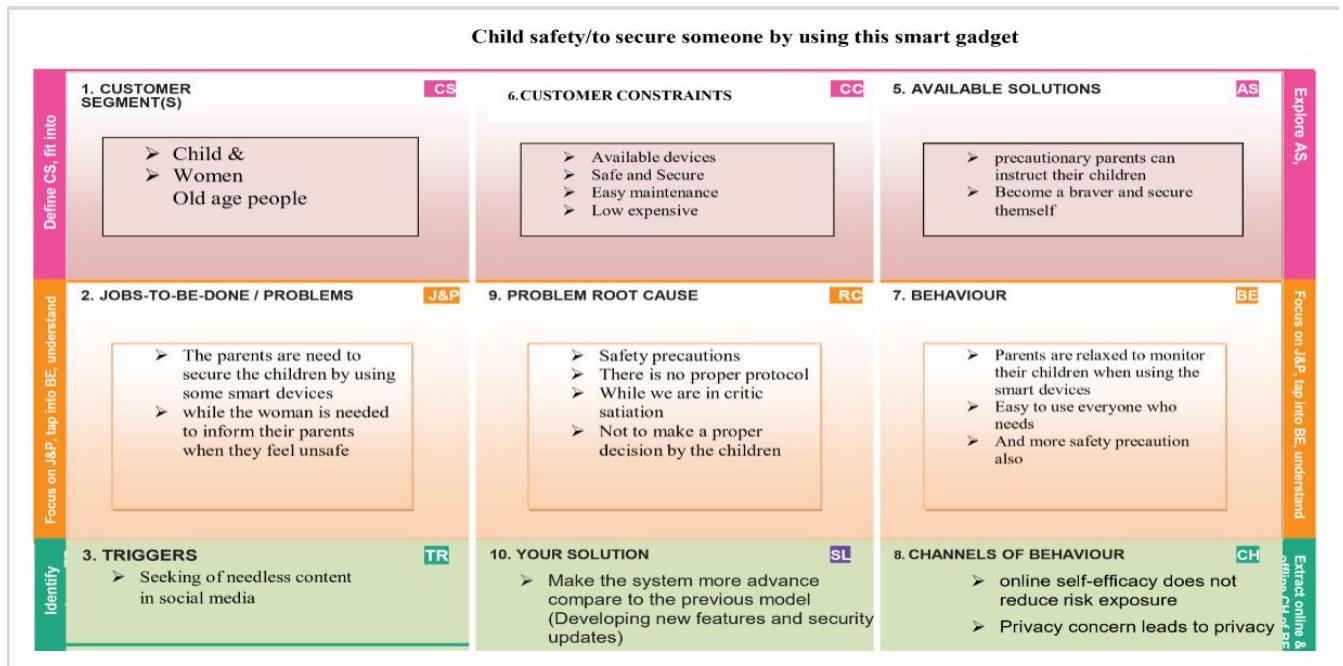 Child safety/to secure someone by using this smart gadget
Define CS, fit into
1. CUSTOMER
SEGMENT(S)
CS
➢ Child &
➢ Women
Old age people
6.CUSTOMER CONSTRAINTS
CC
➢ Available devices
➢ Safe and Secure
➢ Easy maintenance
➢ Low expensive
5. AVAILABLE SOLUTIONS
AS
➢ precautionary parents can
instruct their children
➢ Become a braver and secure
themself
Explore AS,
Focus on J&P, tap into BE, understand
2. JOBS-TO-BE-DONE / PROBLEMS
J&P
➢ The parents are need to
secure the children by using
some smart devices
➢ while the woman is needed
to inform their parents
when they feel unsafe
9. PROBLEM ROOT CAUSE
RC
➢ Safety precautions
➢ There is no proper protocol
➢ While we are in critic
satiation
➢ Not to make a proper
decision by the children
7. BEHAVIOUR
BE
➢ Parents are relaxed to monitor
their children when using the
smart devices
➢ Easy to use everyone who
needs
➢ And more safety precaution
also
Focus on J&P, tap into BE, understand
Identify
3. TRIGGERS
TR
➢ Seeking of needless content
in social media
10. YOUR SOLUTION
SL
➢ Make the system more advance
compare to the previous model
(Developing new features and security
updates)
8. CHANNELS OF BEHAVIOUR
CH
➢ online self-efficacy does not
reduce risk exposure
➢ Privacy concern leads to privacy
Extract online &
offline CH of BE